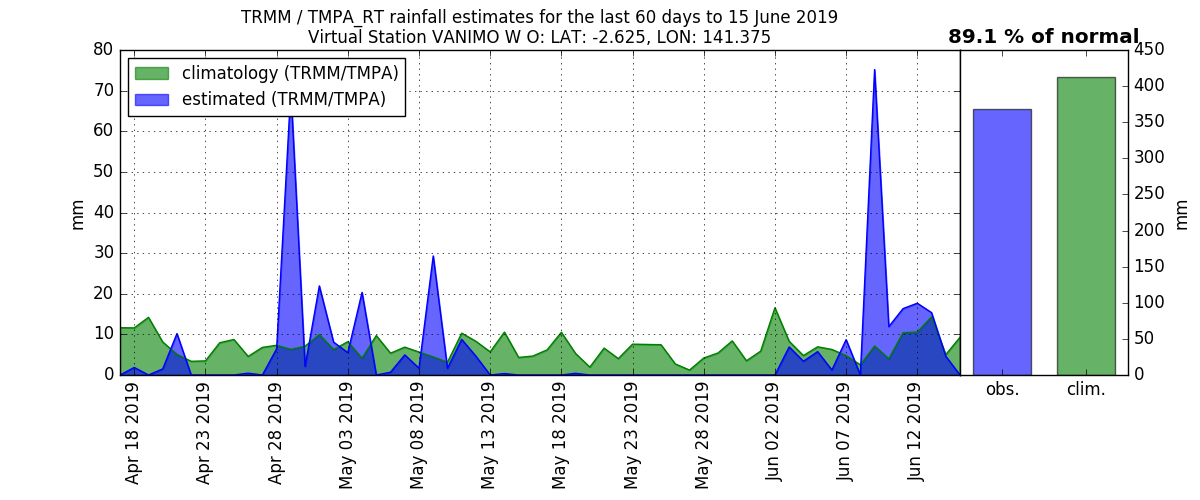 TRMM / TMPA_RT rainfall estimates for the last 60 days to 15 June 2019
Virtual Station VANIMO W O: LAT: -2.625, LON: 141.375
89.1 % of normal
climatology (TRMM/TMPA)
estimated (TRMM/TMPA)
mm
80
70
60
50
40
30
20
10
0
Apr 18 2019
Apr 23 2019
Apr 28 2019
May 03 2019
May 08 2019
May 13 2019
May 18 2019
May 23 2019
May 28 2019
Jun 02 2019
Jun 07 2019
Jun 12 2019
obs.
clim.
450
400
350
300
250
200
150
100
50
0
mm